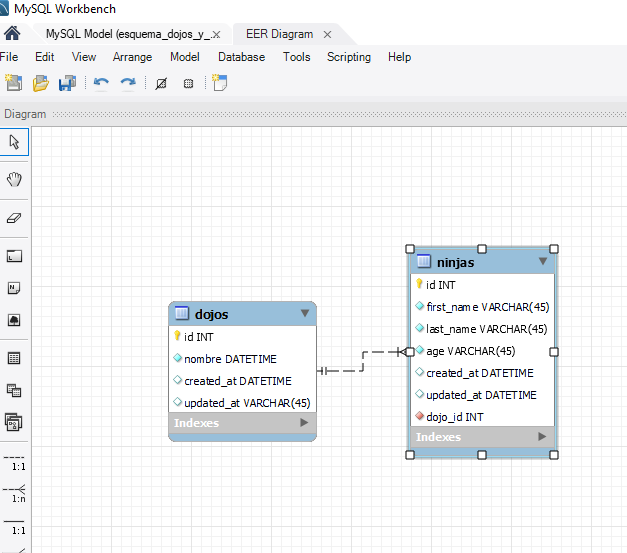 MySQL Workbench
MySQL Model (esquema_dojos_y_... × EER Diagram ×
File Edit View Arrange Model Database Tools Scripting Help
Diagram
dojos
id INT
nombre DATETIME
created_at DATETIME
updated_at VARCHAR(45)
Indexes
ninjas
id INT
first_name VARCHAR(45)
last_name VARCHAR(45)
age VARCHAR(45)
created_at DATETIME
updated_at DATETIME
dojo_id INT
Indexes
1:1
1:n
1:1